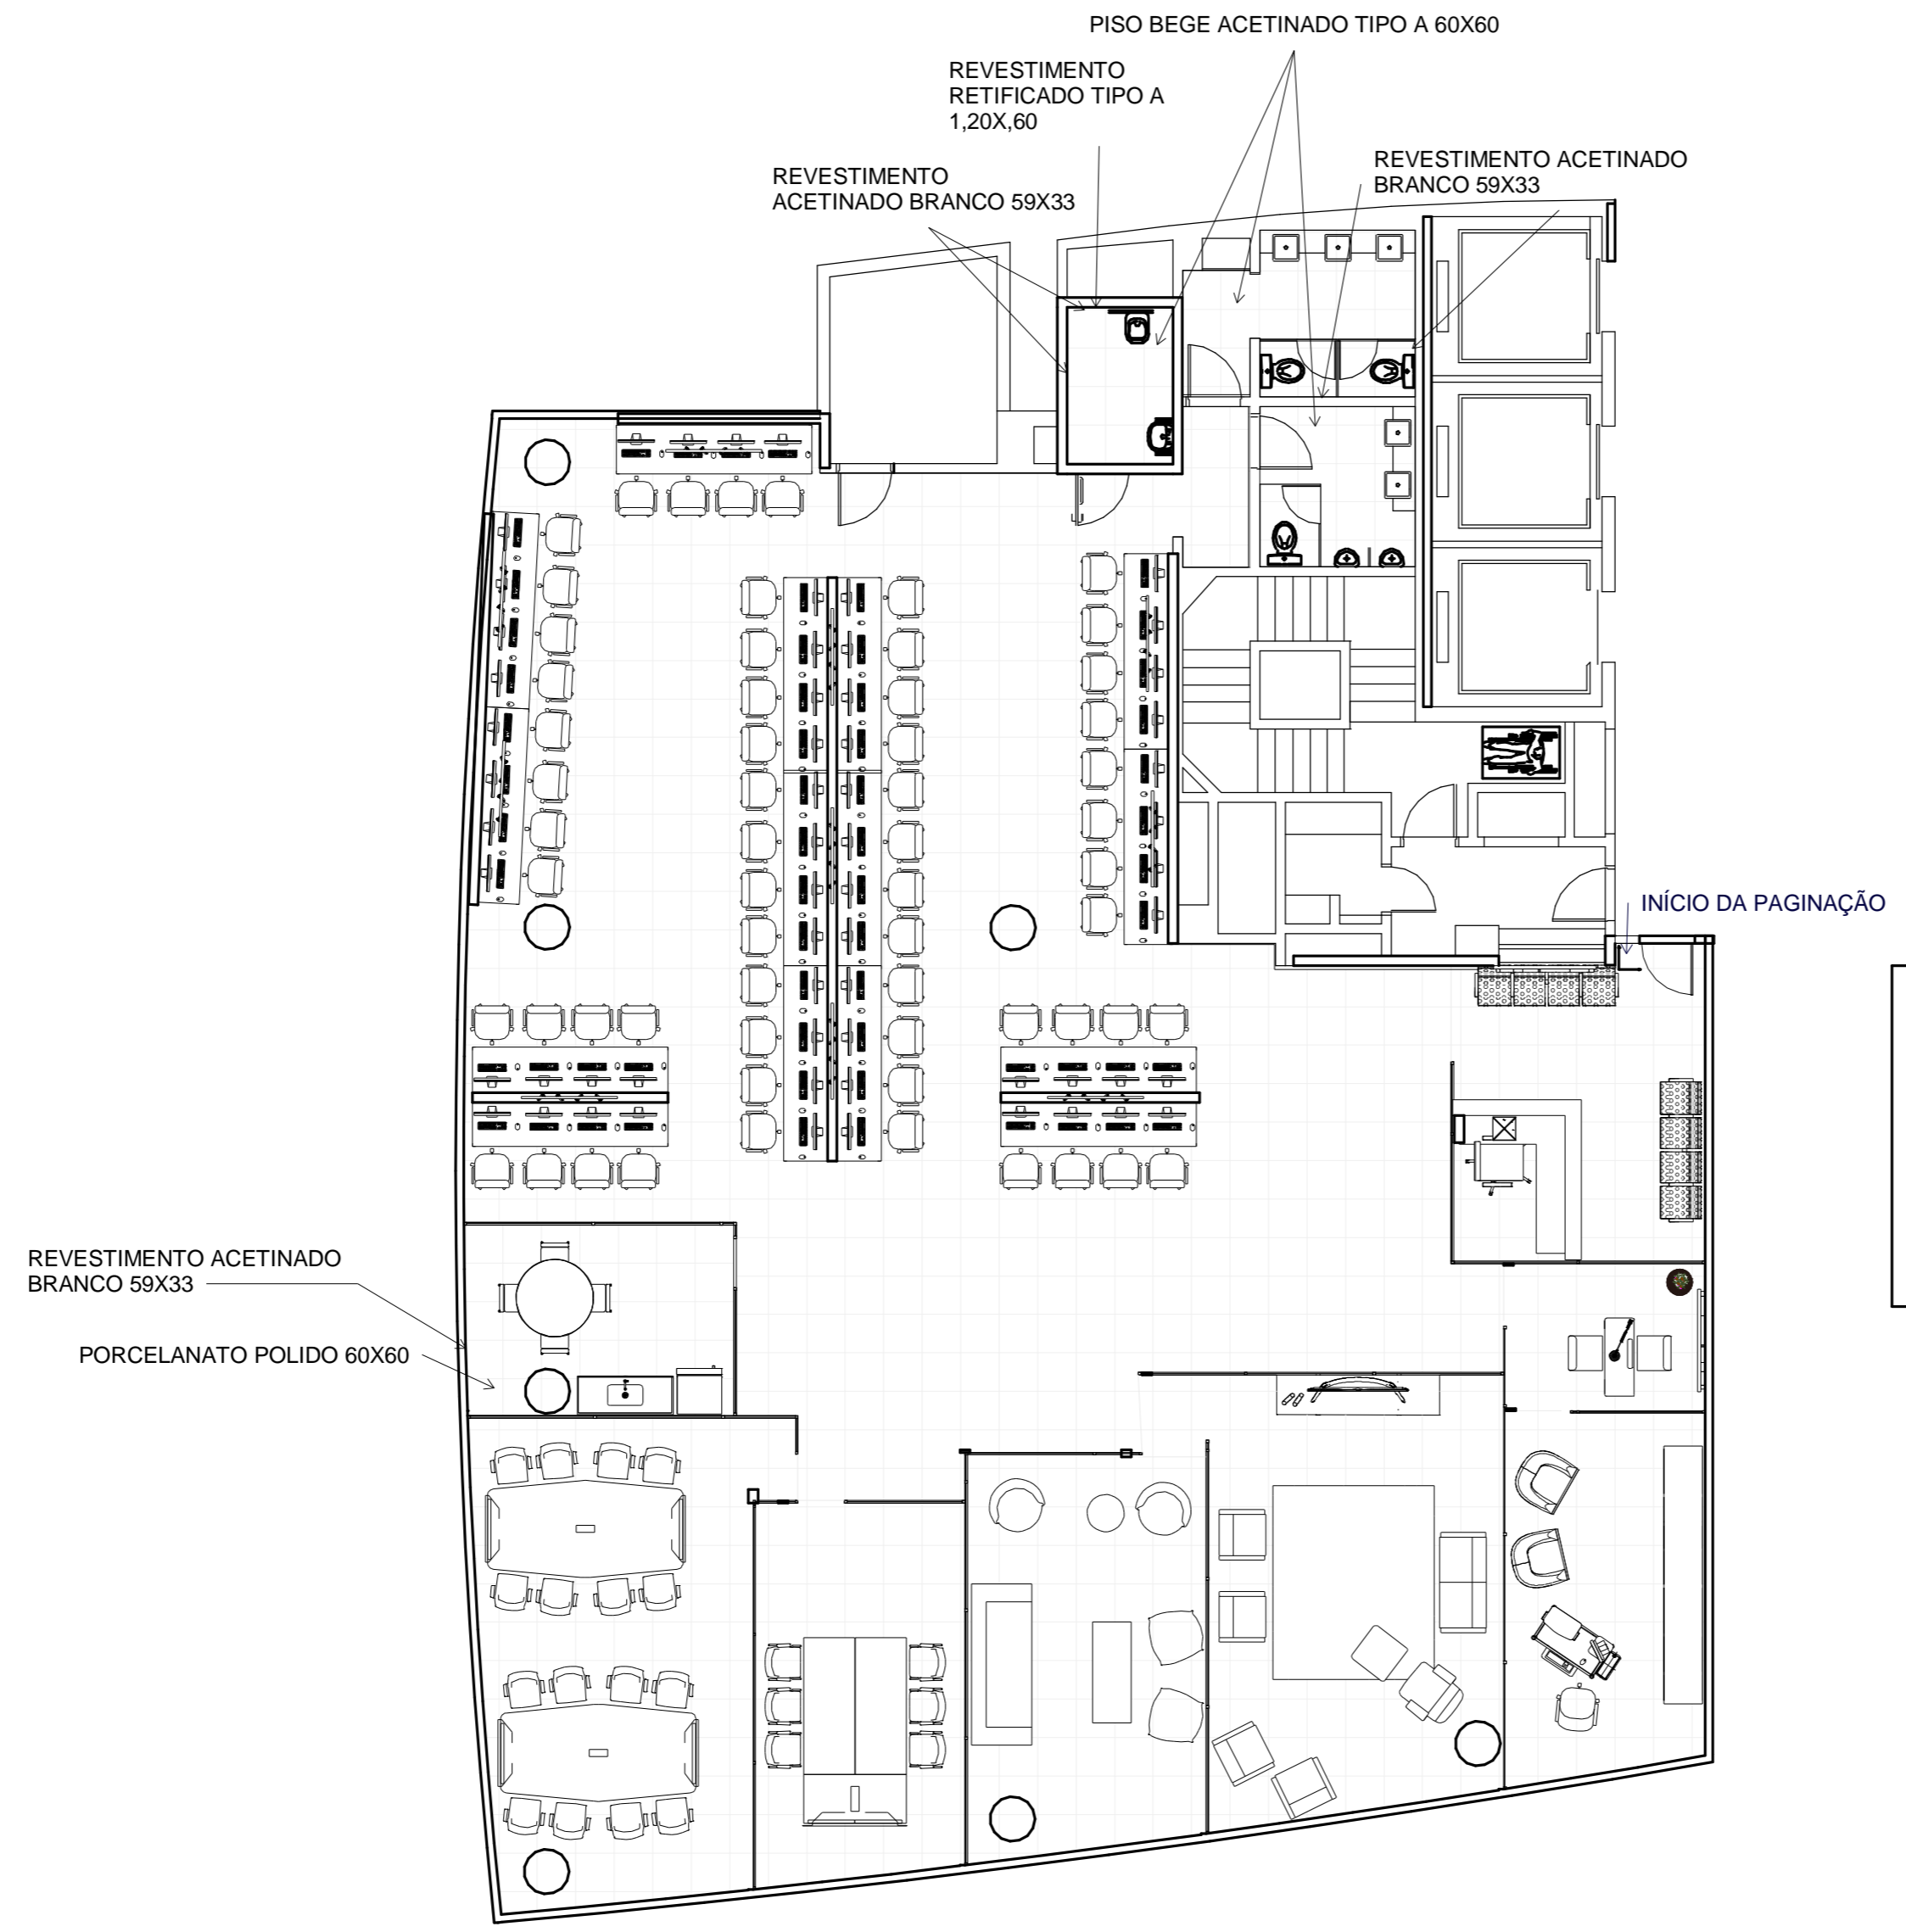 PISO BEGE ACETINADO TIPO A 60X60
REVESTIMENTO
RETIFICADO TIPO A
1,20X,60
REVESTIMENTO ACETINADO
BRANCO 59X33
REVESTIMENTO
ACETINADO BRANCO 59X33
INÍCIO DA PAGINAÇÃO
REVESTIMENTO ACETINADO
BRANCO 59X33
PORCELANATO POLIDO 60X60